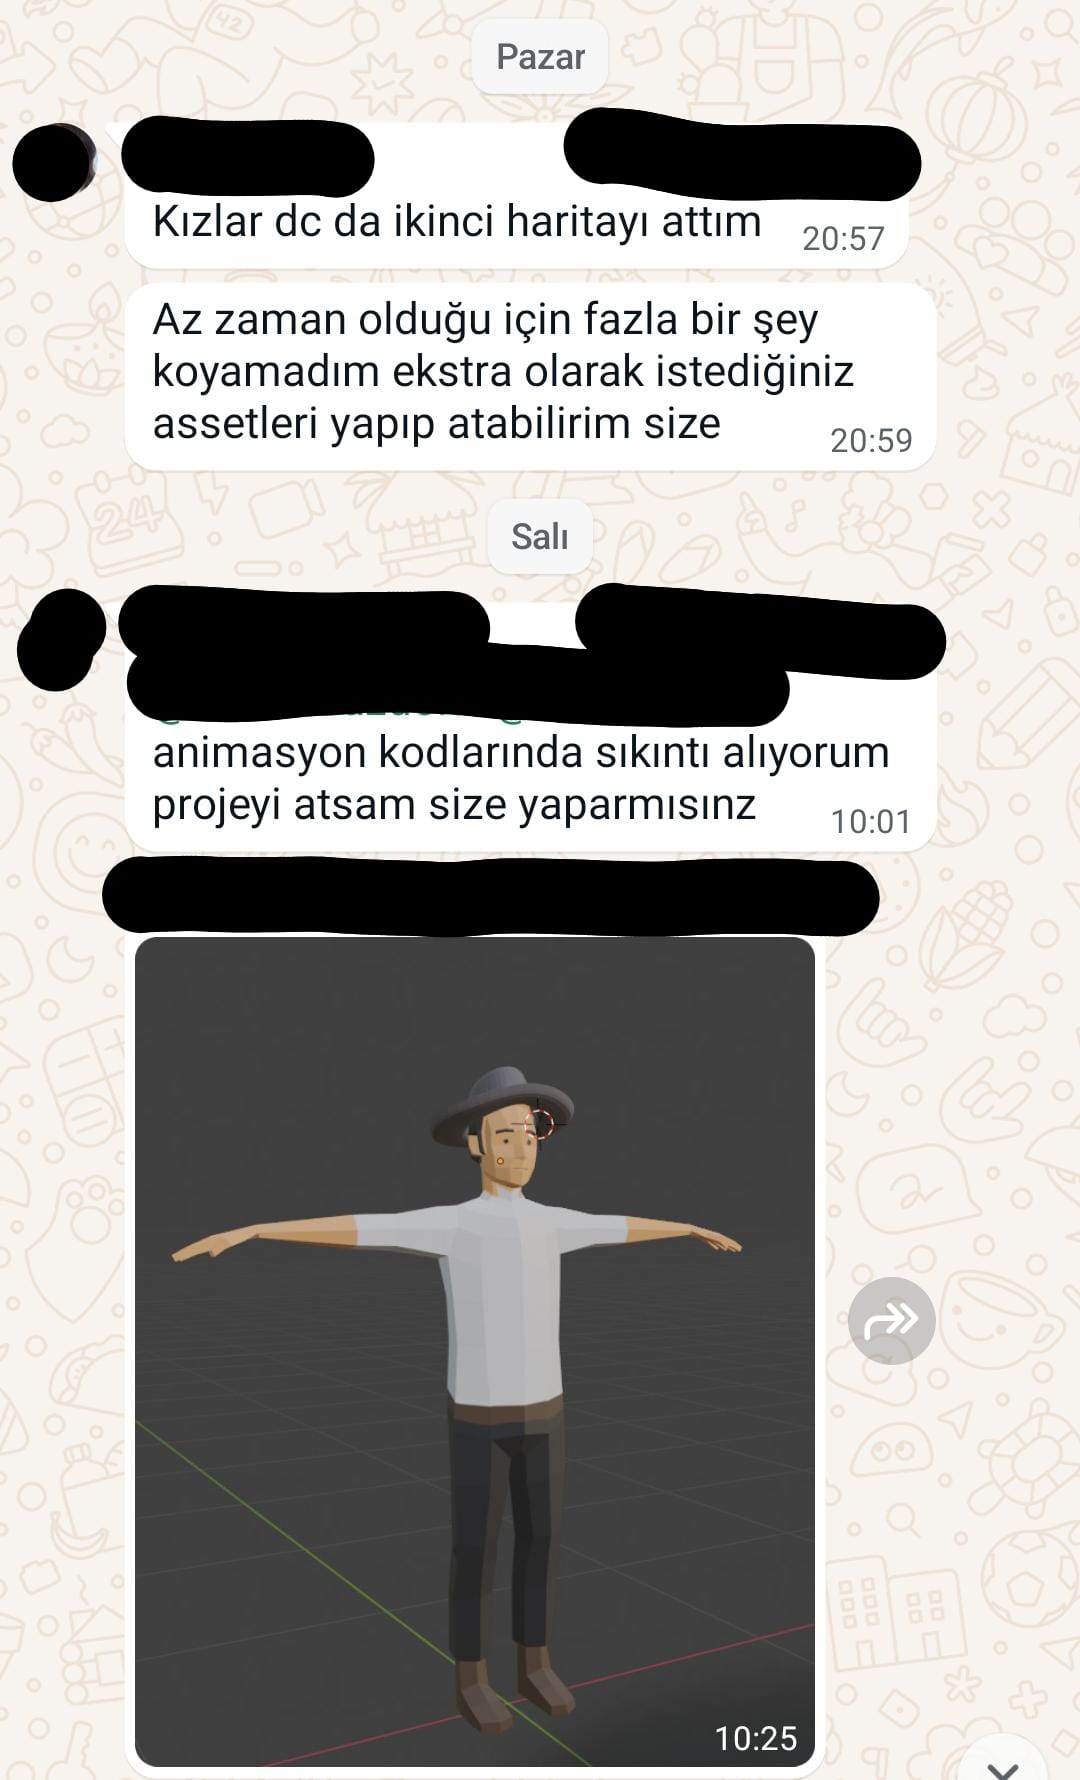 Pazar
Kızlar dc da ikinci haritayı attım
20:57
Az zaman olduğu için fazla bir şey
koyamadım ekstra olarak istediğiniz
assetleri yapıp atabilirim size
20:59
Salı
animasyon kodlarında sıkıntı alıyorum
projeyi atsam size yaparmısınz
10:01
10:25